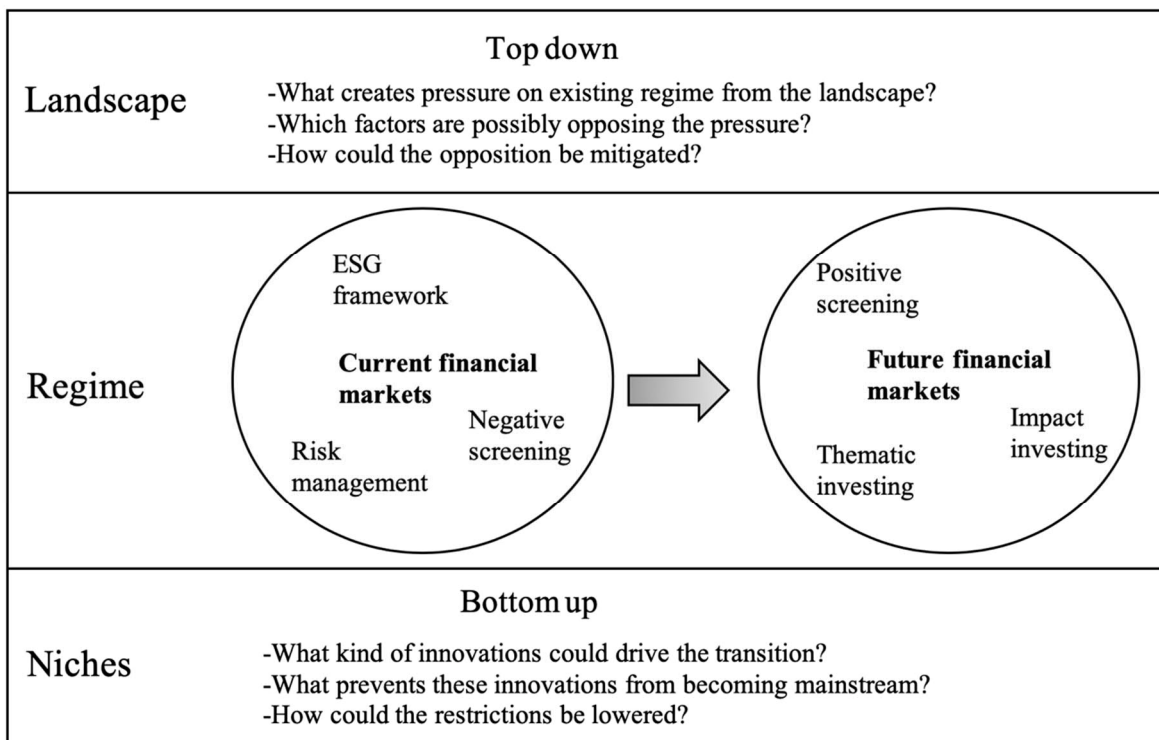 Top down
Landscape
-What creates pressure on existing regime from the landscape?
-Which factors are possibly opposing the pressure?
-How could the opposition be mitigated?
Regime
ESG
framework
Current financial
markets
Negative
screening
Risk
management
Positive
screening
Future financial
markets
Impact
investing
Thematic
investing
Bottom up
Niches
-What kind of innovations could drive the transition?
-What prevents these innovations from becoming mainstream?
-How could the restrictions be lowered?